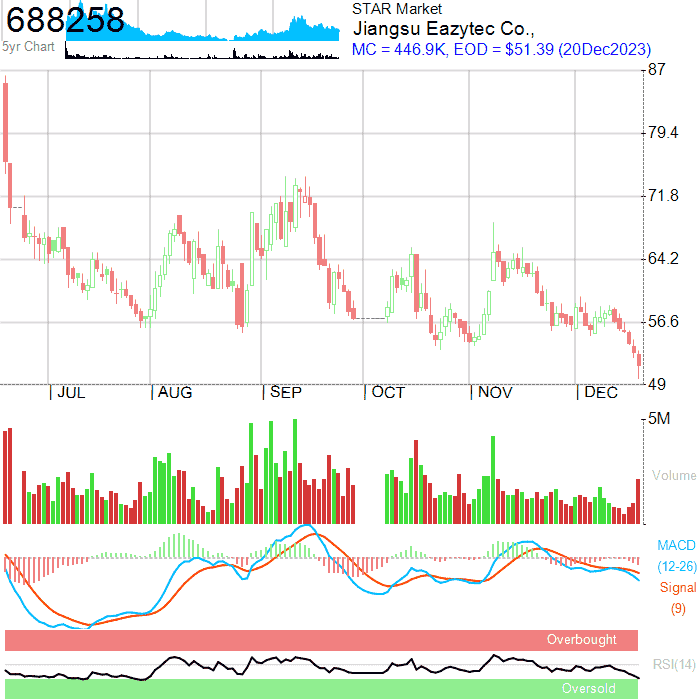 688258
5yr Chart
STAR Market
Jiangsu Eazytec Co.,
MC = 446.9K, EOD = $51.39 (20Dec2023)
87
79.4
71.8
64.2
56.6
49
JUL AUG SEP OCT NOV DEC
5M
Volume
MACD
(12-26)
Signal
(9)
Overbought
RSI(14)
Oversold